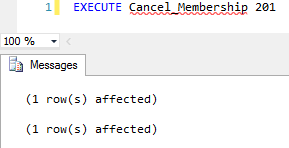 1 EXECUTE Cancel_Membership 201
100 %
Messages
(1 row(s) affected)
(1 row(s) affected)